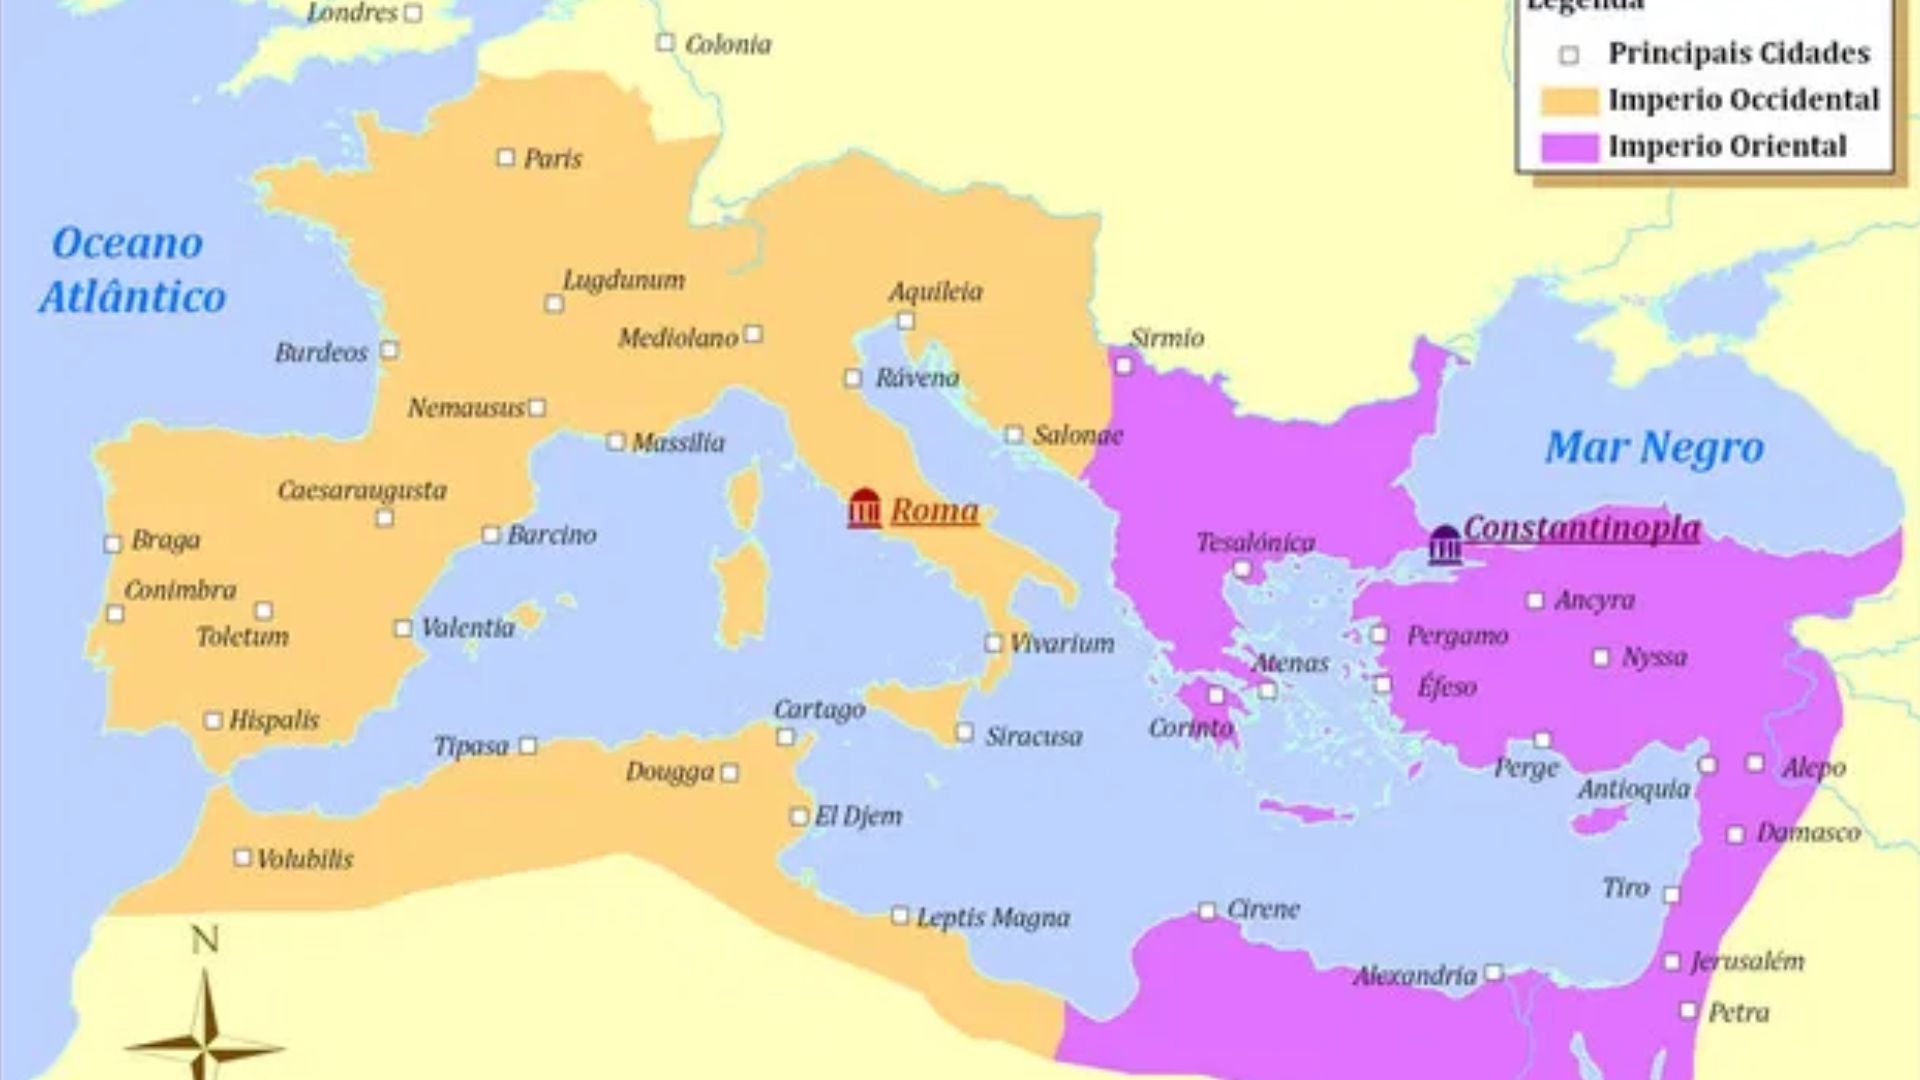 Londres
Colonia
Legenda
Principais Cidades
Imperio Occidental
Imperio Oriental
Paris
Oceano
Atlântico
Lugdunum
Aquileia
Mediolano
Sirmio
Burdeos
Rávena
Nemausus
Massilia
Salonae
Mar Negro
Caesaraugusta
Roma
Constantinopla
Braga
Barcino
Tesalónica
Conimbra
Ancyra
Toletum
Valentia
Vivarium
Pergamo
Nyssa
Atenas
Éfeso
Hispalis
Cartago
Corinto
Tipasa
Siracusa
Dougga
Perge
Alepo
Antioquia
El Djem
Damasco
Volubilis
Tiro
Leptis Magna
Cirene
N
Alexandria
Jerusalém
Petra